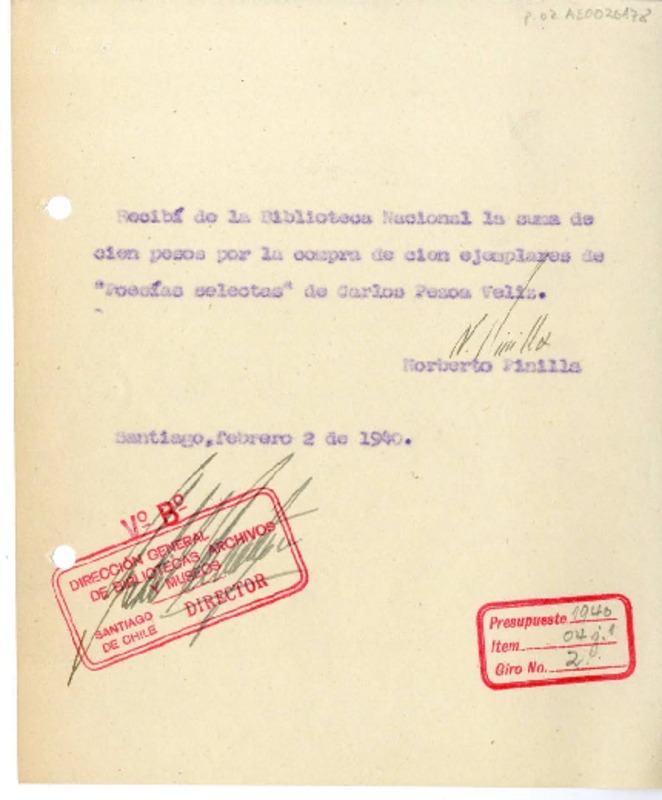 p.02 AE0026178
Recibí de la Biblioteca Nacional la suma de
cien pesos por la compra de cien ejemplares de
"Poesías selectas" de Carlos Pezoa Veliz.
N. Pinilla
Norberto Pinilla
Santiago, febrero 2 de 1940.
Vº Bº
DIRECCIÓN GENERAL
DE BIBLIOTECAS ARCHIVOS
Y MUSEOS
SANTIAGO
DE CHILE
DIRECTOR
Presupuesto 1940
Item 04 j.1
Giro No. 2